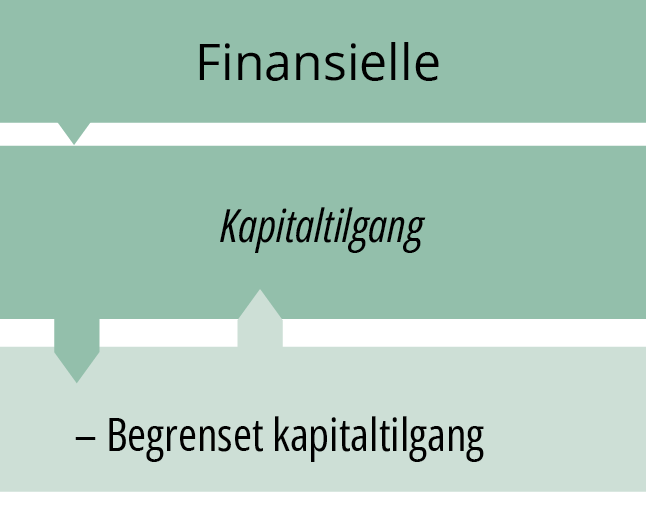 Finansielle
Kapitaltilgang
– Begrenset kapitaltilgang